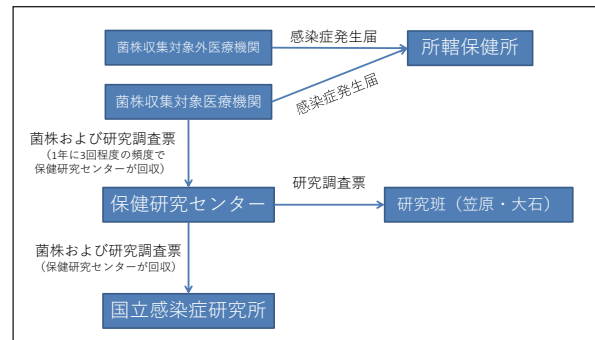 菌株収集対象外医療機関
感染症発生届
所轄保健所
菌株収集対象医療機関
感染症発生届
菌株および研究調査票
（1年に3回程度の頻度で
保健研究センターが回収）
研究調査票
保健研究センター
研究班（笠原・大石）
菌株および研究調査票
（保健研究センターが回収）
国立感染症研究所